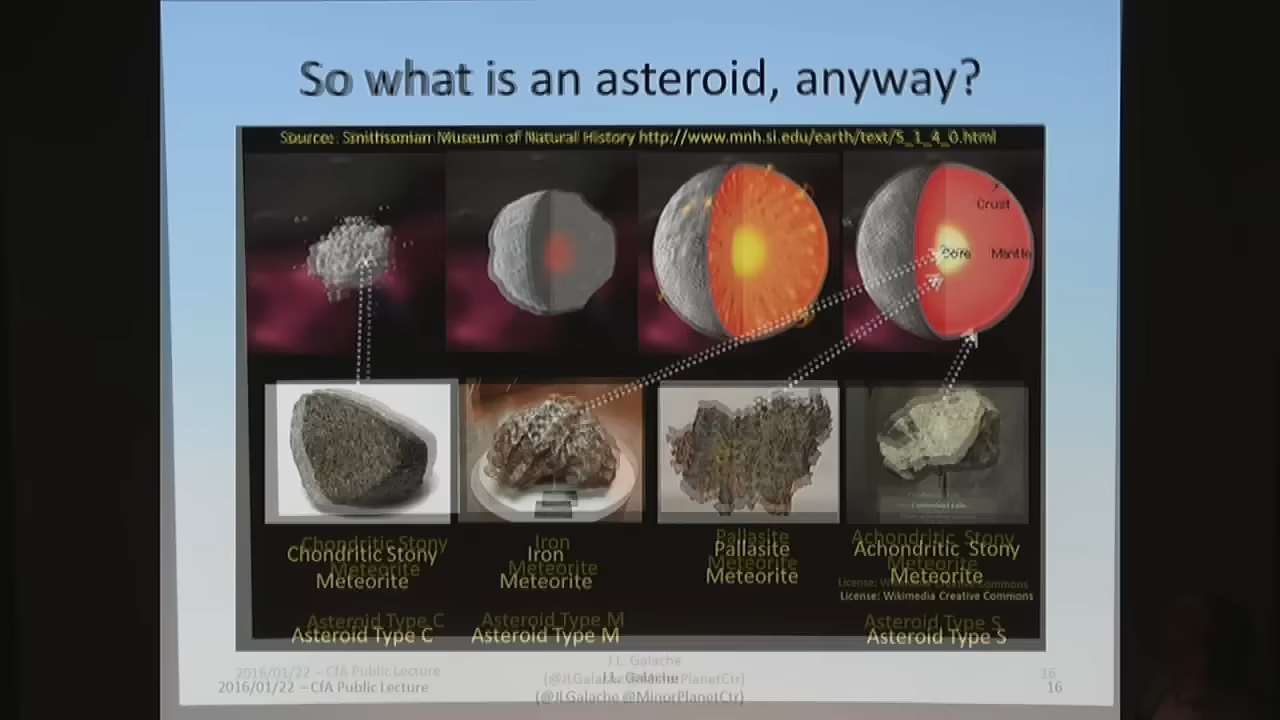 So what is an asteroid, anyway?
Source: Smithsonian Museum of Natural History http://www.mnh.si.edu/earth/text/5_1_4_0.html
Crust
Core
Mantle
Chondritic Stony
Meteorite
Iron
Meteorite
Pallasite
Meteorite
Achondritic Stony
Meteorite
License: Wikimedia Creative Commons
Asteroid Type C
Asteroid Type M
Asteroid Type S
2016/01/22 – CfA Public Lecture
J.L. Galache
(@JLGalache @MinorPlanetCtr)
16